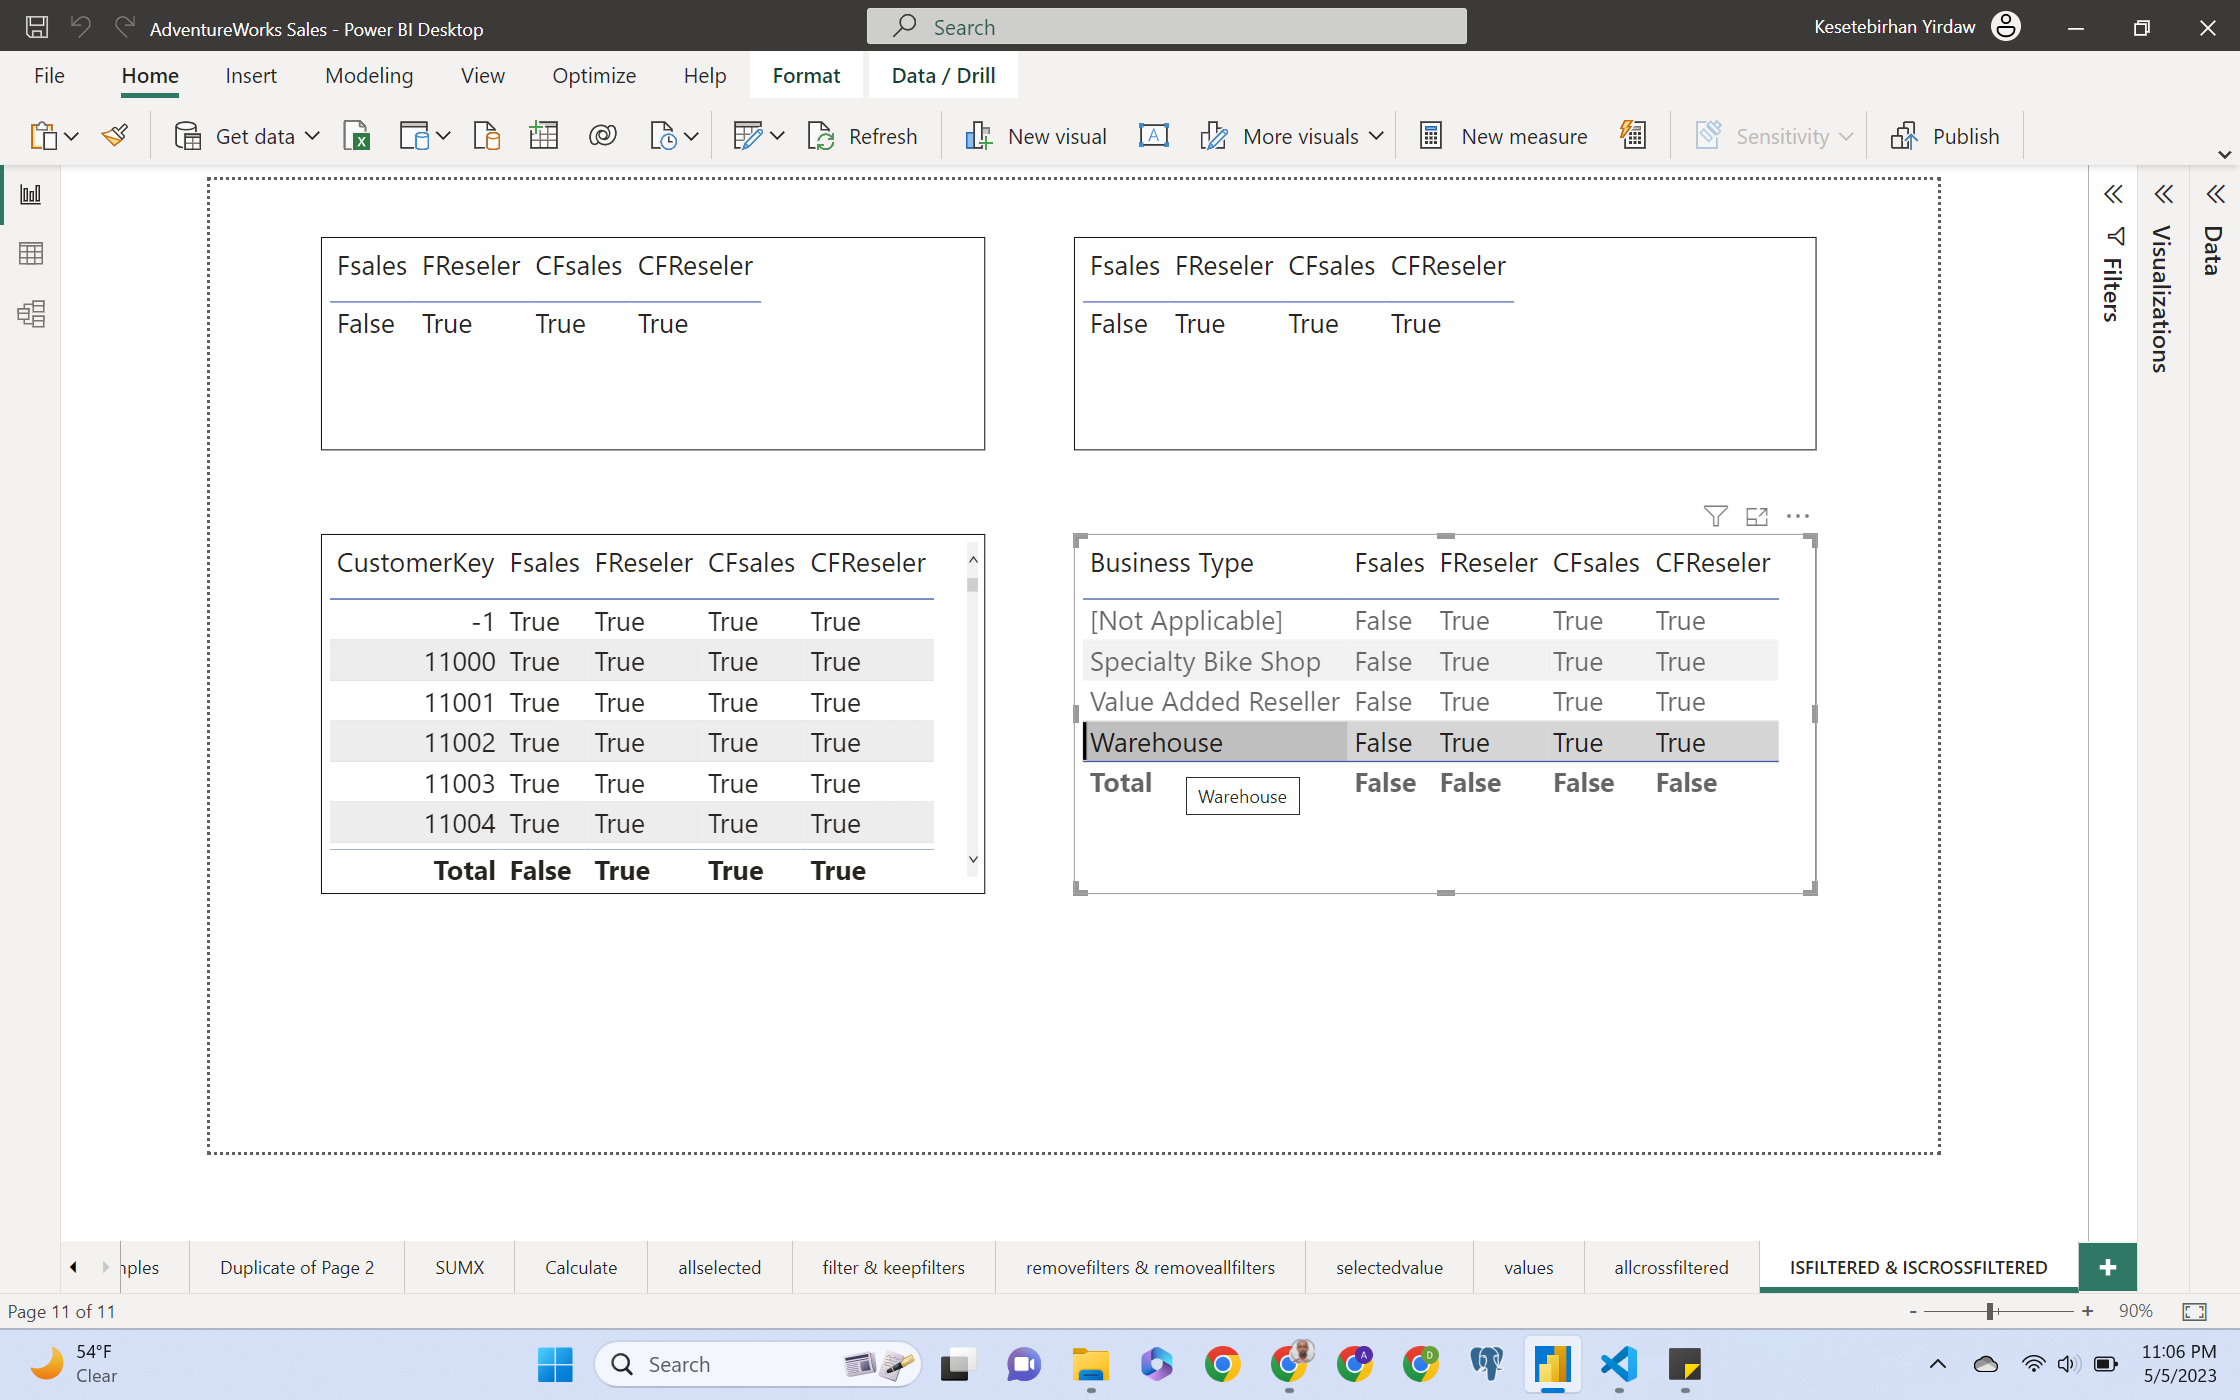 AdventureWorks Sales - Power BI Desktop
Search
Kesetebirhan Yirdaw
File Home Insert Modeling View Optimize Help Format Data / Drill
Get data Refresh New visual A More visuals New measure Sensitivity Publish
Fsales FReseler CFsales CFReseler
False True True True
Fsales FReseler CFsales CFReseler
False True True True
CustomerKey Fsales FReseler CFsales CFReseler
-1 True True True True
11000 True True True True
11001 True True True True
11002 True True True True
11003 True True True True
11004 True True True True
Total False True True True
Business Type Fsales FReseler CFsales CFReseler
[Not Applicable] False True True True
Specialty Bike Shop False True True True
Value Added Reseller False True True True
Warehouse False True True True
Total False False False False
Warehouse
Filters
Visualizations
Data
nples Duplicate of Page 2 SUMX Calculate allselected filter & keepfilters removefilters & removeallfilters selectedvalue values allcrossfiltered ISFILTERED & ISCROSSFILTERED
Page 11 of 11
- + 90%
54°F
Clear
Search
A
D
11:06 PM
5/5/2023